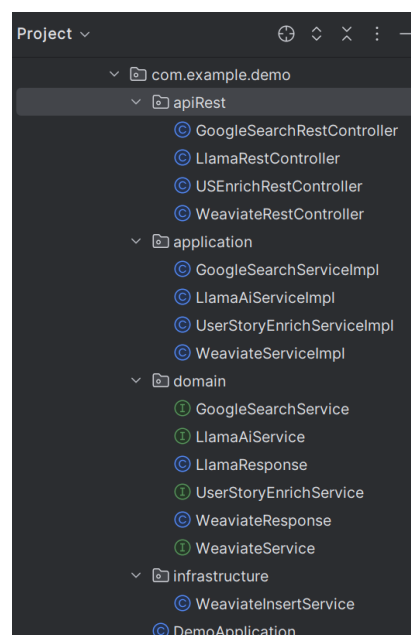 Project
com.example.demo
apiRest
GoogleSearchRestController
LlamaRestController
USEnrichRestController
WeaviateRestController
application
GoogleSearchServiceImpl
LlamaAiServiceImpl
UserStoryEnrichServiceImpl
WeaviateServiceImpl
domain
GoogleSearchService
LlamaAiService
LlamaResponse
UserStoryEnrichService
WeaviateResponse
WeaviateService
infrastructure
WeaviateInsertService
DemoApplication